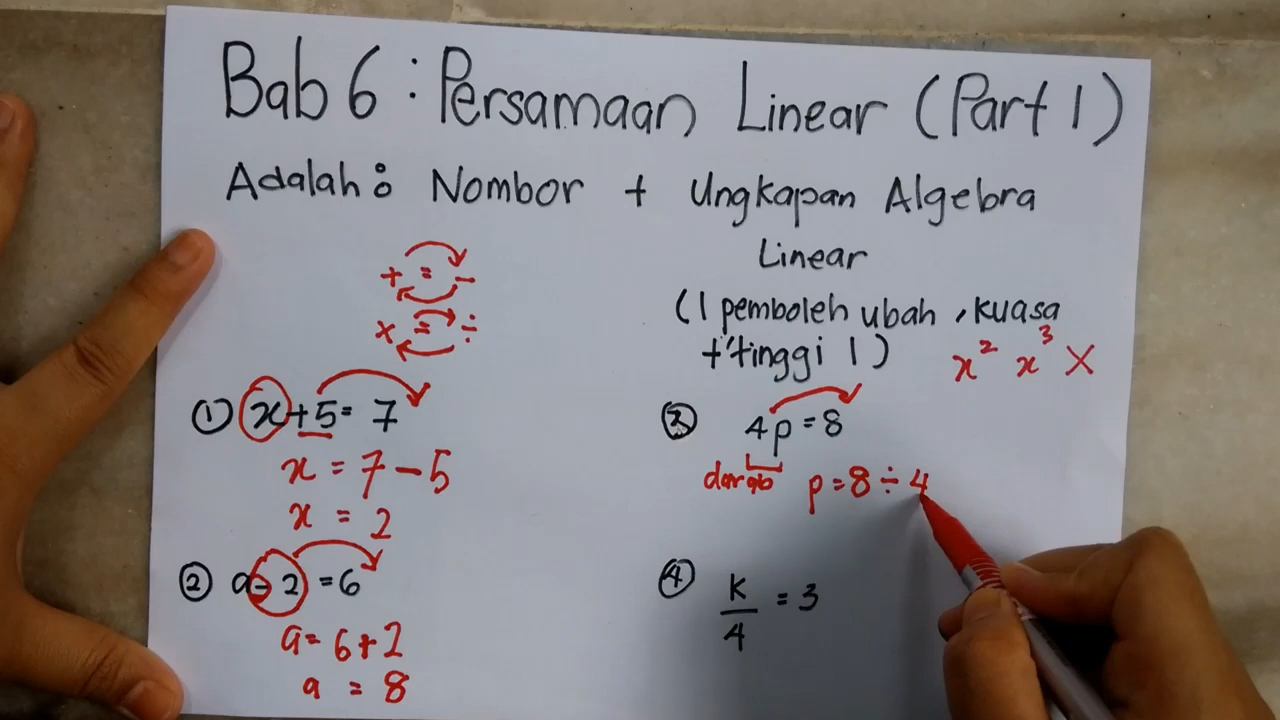 Bab 6 : Persamaan Linear (Part 1)
Adalah : Nombor + Ungkapan Algebra
Linear
(1 pemboleh ubah, kuasa
t'tinggi 1) x² x³ ×
+ = −
× = ÷
① x + 5 = 7
x = 7 − 5
x = 2
② a − 2 = 6
a = 6 + 2
a = 8
4p = 8
darab p = 8 ÷ 4
④ k/4 = 3